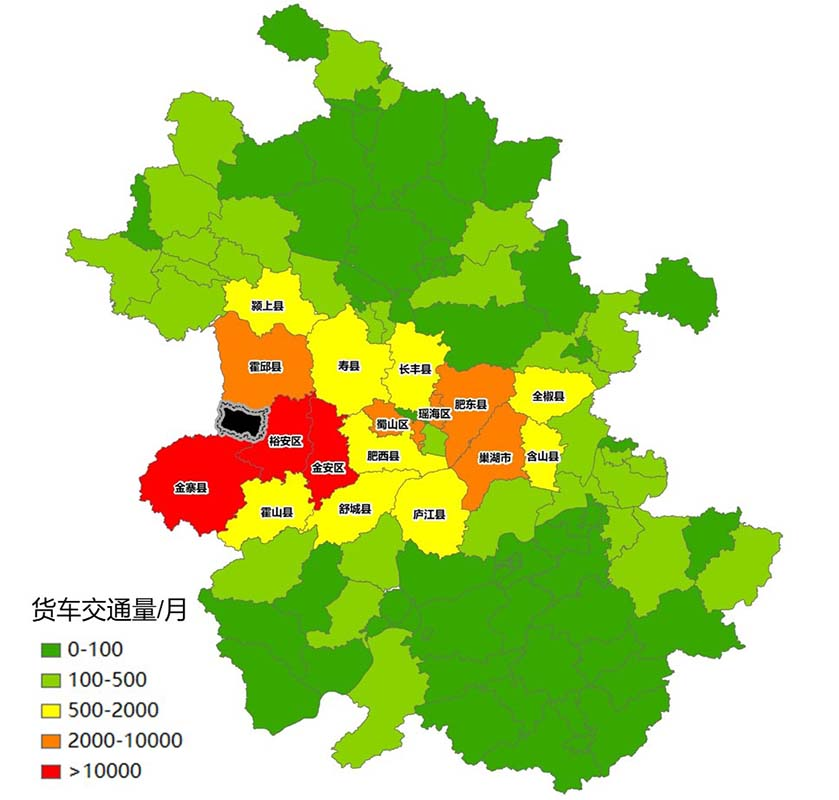 颍上县
霍邱县
寿县
长丰县
全椒县
肥东县
瑶海区
蜀山区
裕安区
肥西县
巢湖市
含山县
金安区
金寨县
霍山县
舒城县
庐江县
货车交通量/月
0-100
100-500
500-2000
2000-10000
>10000